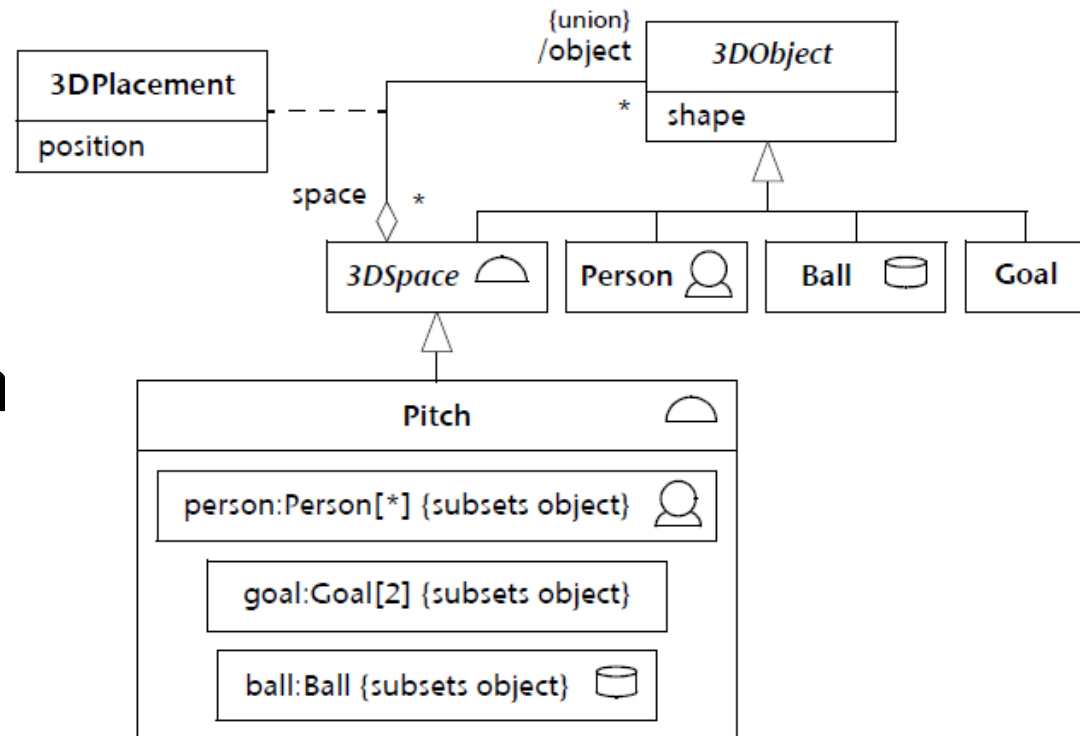 {union}
/object
3DObject
3DPlacement
*
shape
position
space
*
3DSpace
Person
Ball
Goal
Pitch
person:Person[*] {subsets object}
goal:Goal[2] {subsets object}
ball:Ball {subsets object}